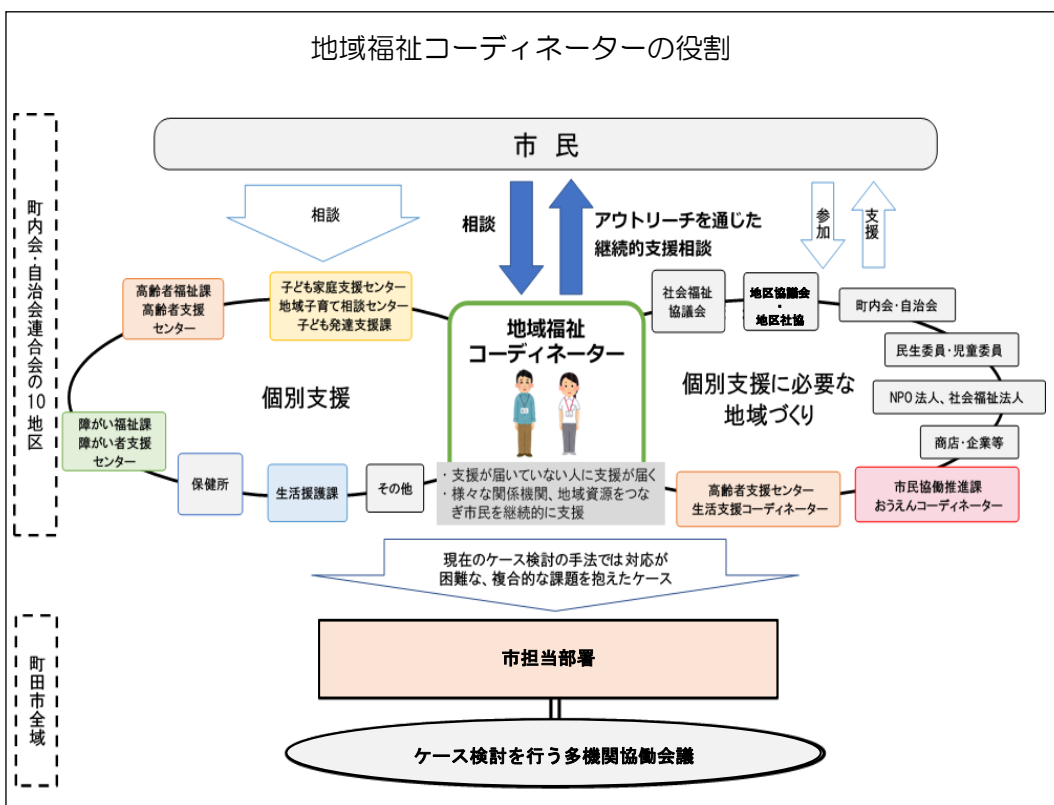 地域福祉コーディネーターの役割
町内会・自治会連合会の10地区
市 民
相談
相談
アウトリーチを通じた
継続的支援相談
参加
支援
高齢者福祉課
高齢者支援
センター
子ども家庭支援センター
地域子育て相談センター
子ども発達支援課
地域福祉
コーディネーター
社会福祉
協議会
地区協議会
・
地区社協
町内会・自治会
民生委員・児童委員
NPO法人、社会福祉法人
商店・企業等
個別支援
個別支援に必要な
地域づくり
障がい福祉課
障がい者支援
センター
保健所
生活援護課
その他
・支援が届いていない人に支援が届く
・様々な関係機関、地域資源をつな
ぎ市民を継続的に支援
高齢者支援センター
生活支援コーディネーター
市民協働推進課
おうえんコーディネーター
現在のケース検討の手法では対応が
困難な、複合的な課題を抱えたケース
町田市全域
市担当部署
ケース検討を行う多機関協働会議